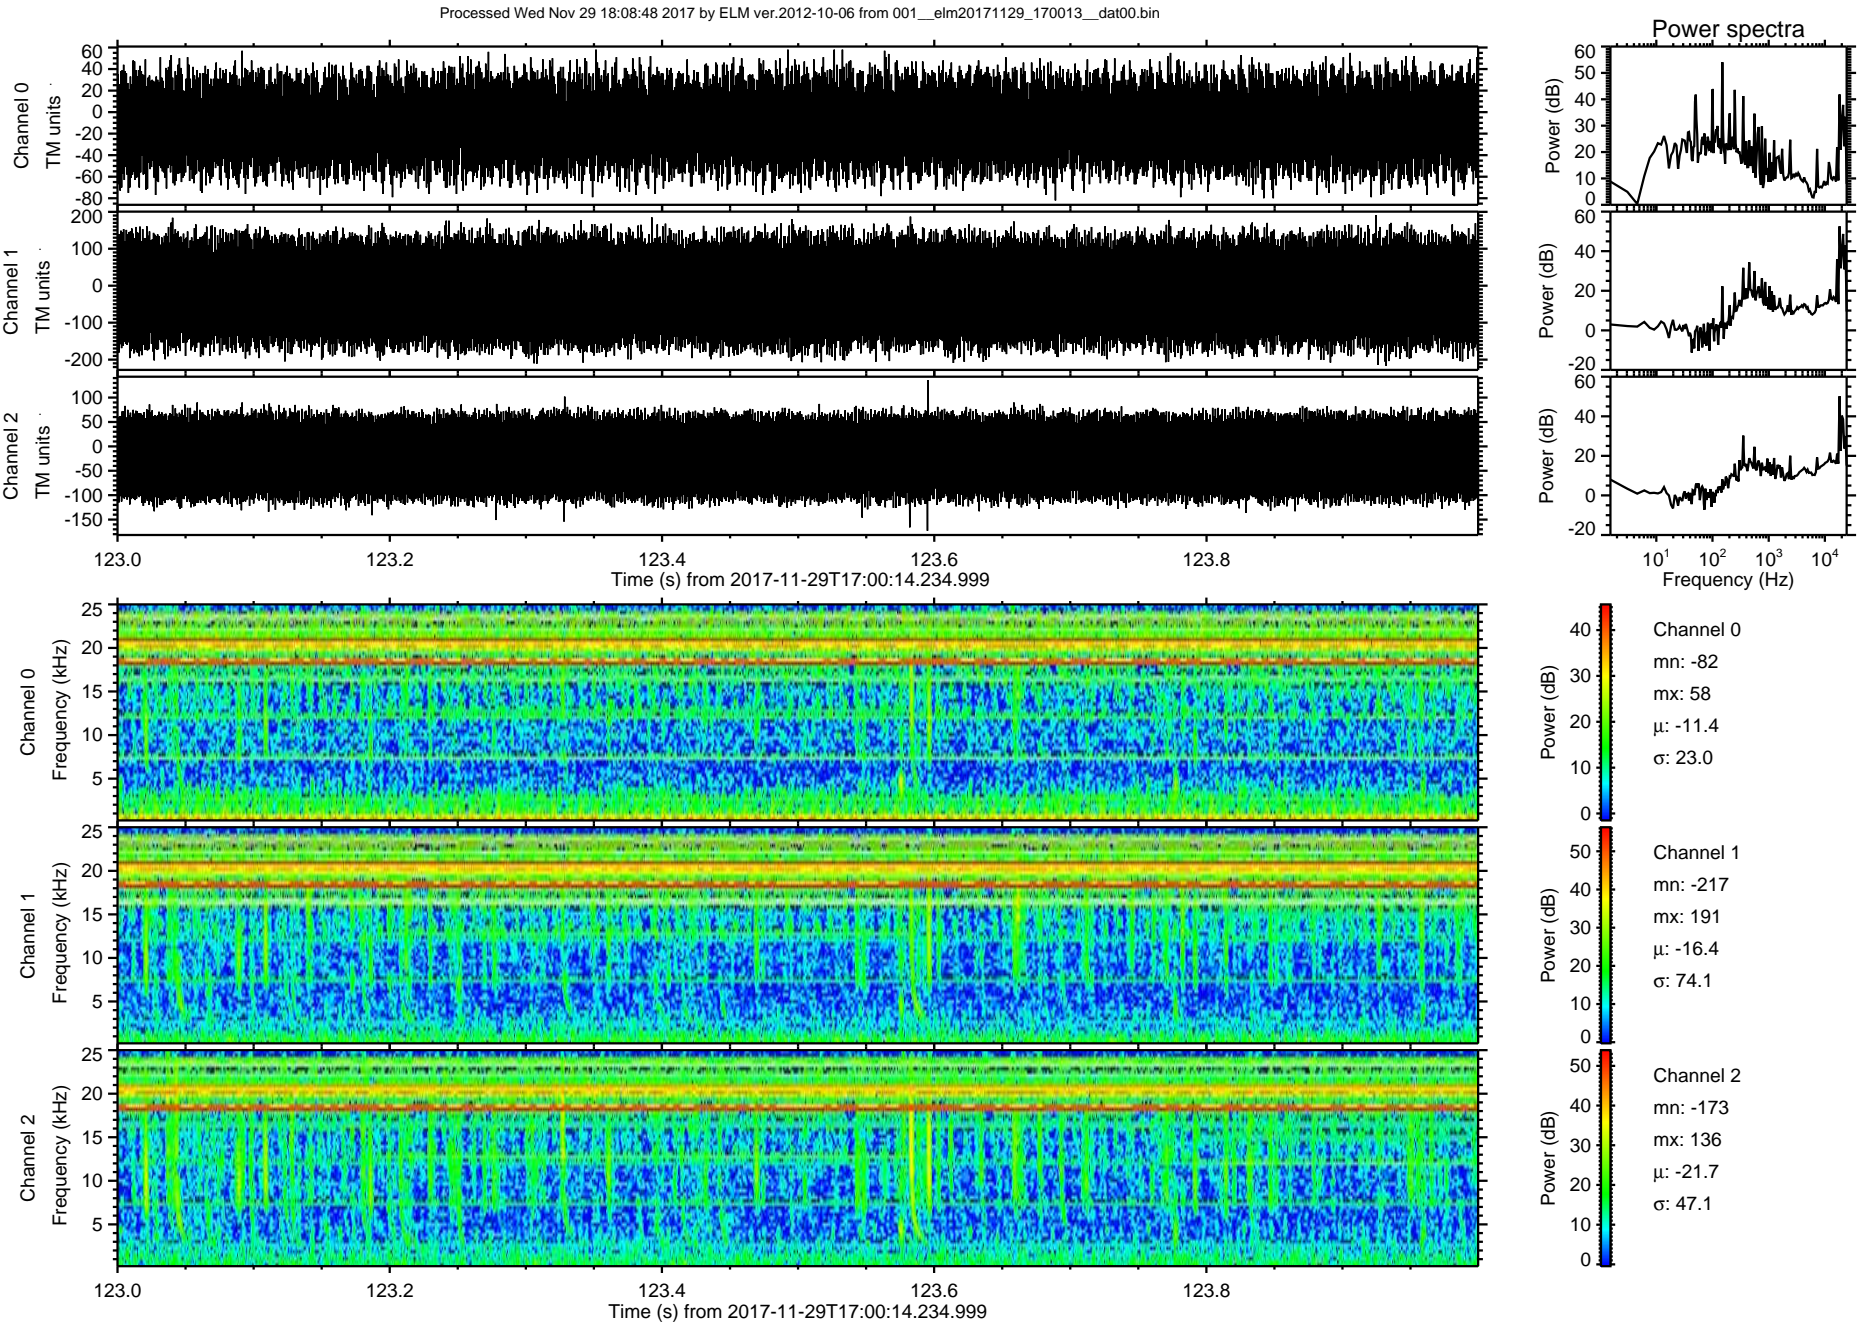 Processed Wed Nov 29 18:08:48 2017 by ELM ver.2012-10-06 from 001__elm20171129_170013__dat00.bin
Power spectra
Channel 0
TM units
60
40
20
0
-20
-40
-60
-80
Power (dB)
60
50
40
30
20
10
0
Channel 1
TM units
200
100
0
-100
-200
Power (dB)
60
40
20
0
-20
Channel 2
TM units
100
50
0
-50
-100
-150
Power (dB)
60
40
20
0
-20
123.0 123.2 123.4 123.6 123.8
Time (s) from 2017-11-29T17:00:14.234.999
10^1 10^2 10^3 10^4
Frequency (Hz)
Channel 0
Frequency (kHz)
25
20
15
10
5
Power (dB)
40
30
20
10
0
Channel 0
mn: -82
mx: 58
μ: -11.4
σ: 23.0
Channel 1
Frequency (kHz)
25
20
15
10
5
Power (dB)
50
40
30
20
10
0
Channel 1
mn: -217
mx: 191
μ: -16.4
σ: 74.1
Channel 2
Frequency (kHz)
25
20
15
10
5
Power (dB)
50
40
30
20
10
0
Channel 2
mn: -173
mx: 136
μ: -21.7
σ: 47.1
123.0 123.2 123.4 123.6 123.8
Time (s) from 2017-11-29T17:00:14.234.999